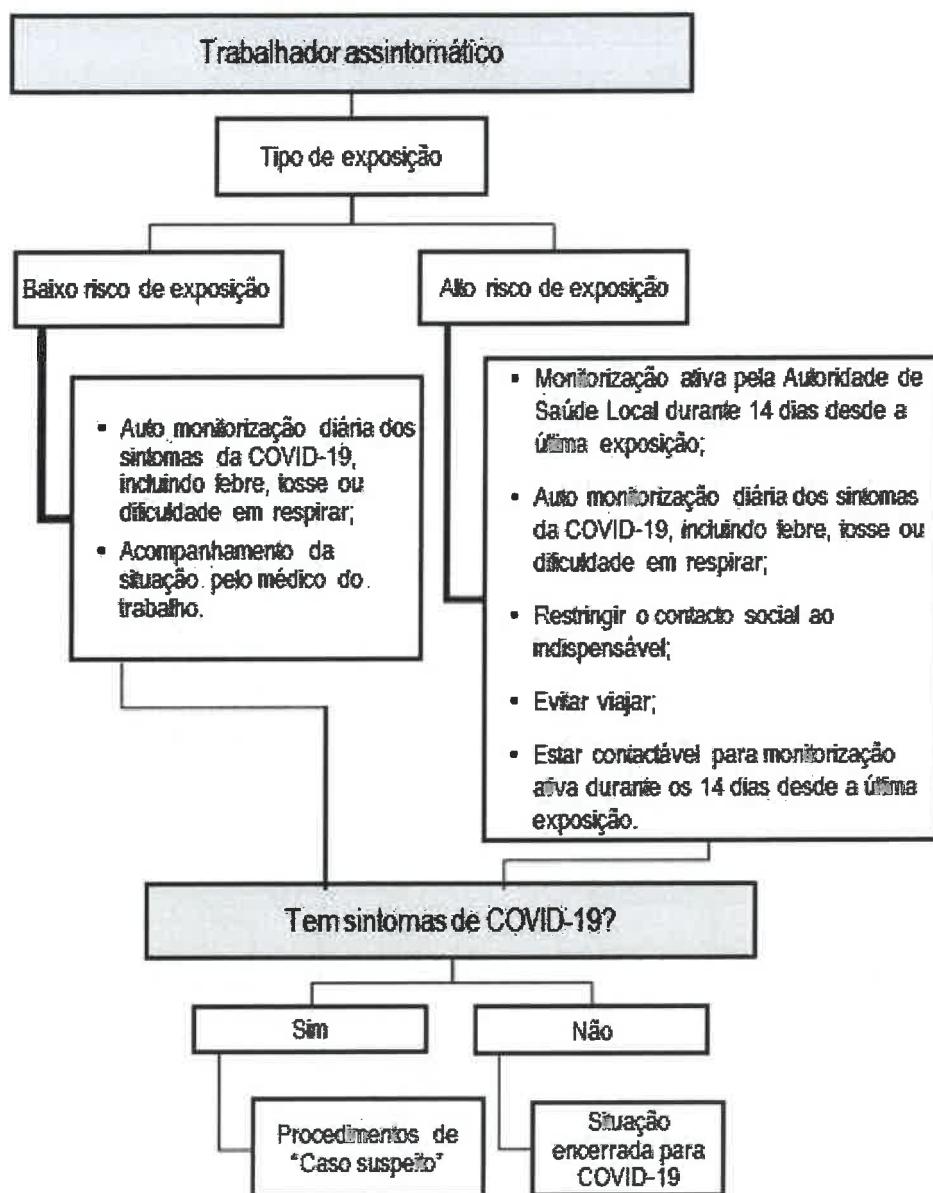 Trabalhador assintomático
Tipo de exposição
Baixo risco de exposição
Alto risco de exposição
▪ Auto monitorização diária dos
sintomas da COVID-19,
incluindo febre, tosse ou
dificuldade em respirar;
▪ Acompanhamento da
situação pelo médico do
trabalho.
▪ Monitorização ativa pela Autoridade de
Saúde Local durante 14 dias desde a
última exposição;
▪ Auto monitorização diária dos sintomas
da COVID-19, incluindo febre, tosse ou
dificuldade em respirar;
▪ Restringir o contacto social ao
indispensável;
▪ Evitar viajar;
▪ Estar contactável para monitorização
ativa durante os 14 dias desde a última
exposição.
Tem sintomas de COVID-19?
Sim
Não
Procedimentos de
"Caso suspeito"
Situação
encerrada para
COVID-19